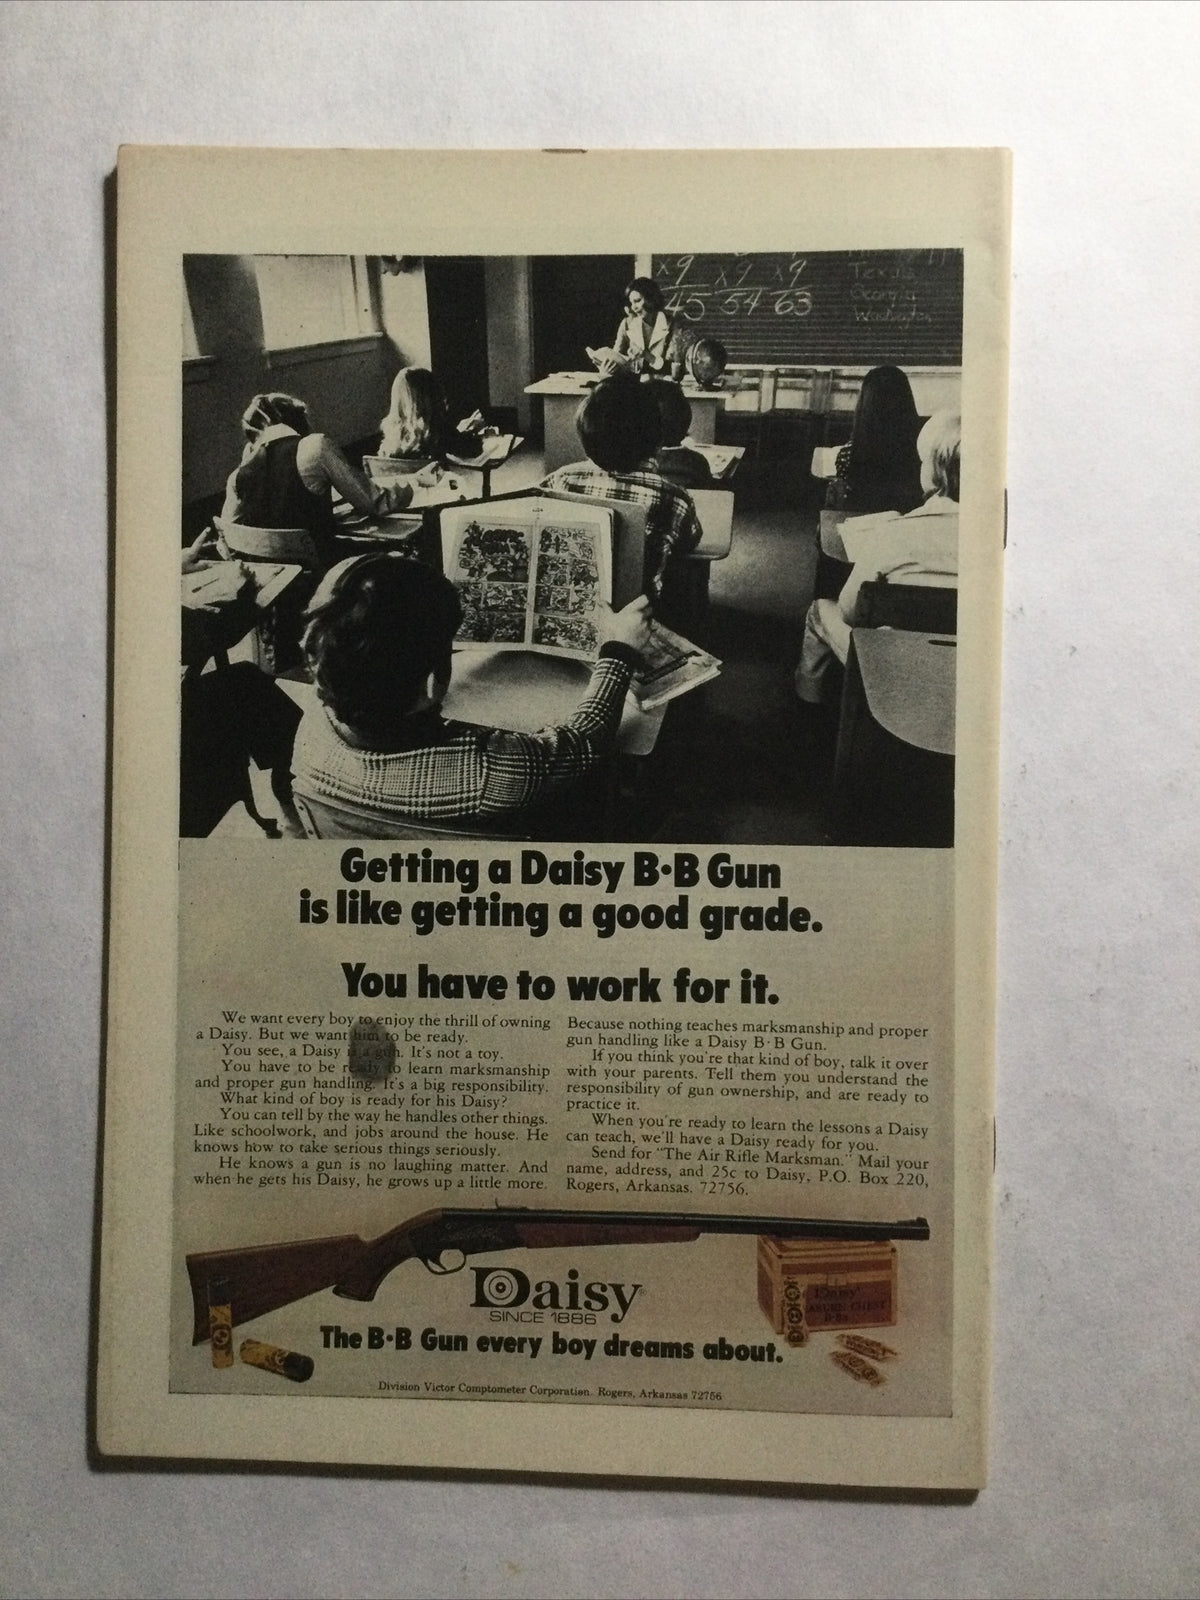 x9 x9 x9
45 54 63
Texas
Georgia
Washington
Getting a Daisy B·B Gun
is like getting a good grade.
You have to work for it.
We want every boy to enjoy the thrill of owning
a Daisy. But we want him to be ready.
You see, a Daisy is a gun. It's not a toy.
You have to be ready to learn marksmanship
and proper gun handling. It's a big responsibility.
What kind of boy is ready for his Daisy?
You can tell by the way he handles other things.
Like schoolwork, and jobs around the house. He
knows how to take serious things seriously.
He knows a gun is no laughing matter. And
when he gets his Daisy, he grows up a little more.
Because nothing teaches marksmanship and proper
gun handling like a Daisy B·B Gun.
If you think you're that kind of boy, talk it over
with your parents. Tell them you understand the
responsibility of gun ownership, and are ready to
practice it.
When you're ready to learn the lessons a Daisy
can teach, we'll have a Daisy ready for you.
Send for "The Air Rifle Marksman." Mail your
name, address, and 25c to Daisy, P.O. Box 220,
Rogers, Arkansas. 72756.
Daisy
SINCE 1886
Daisy
CHEST
The B·B Gun every boy dreams about.
Division Victor Comptometer Corporation. Rogers, Arkansas 72756